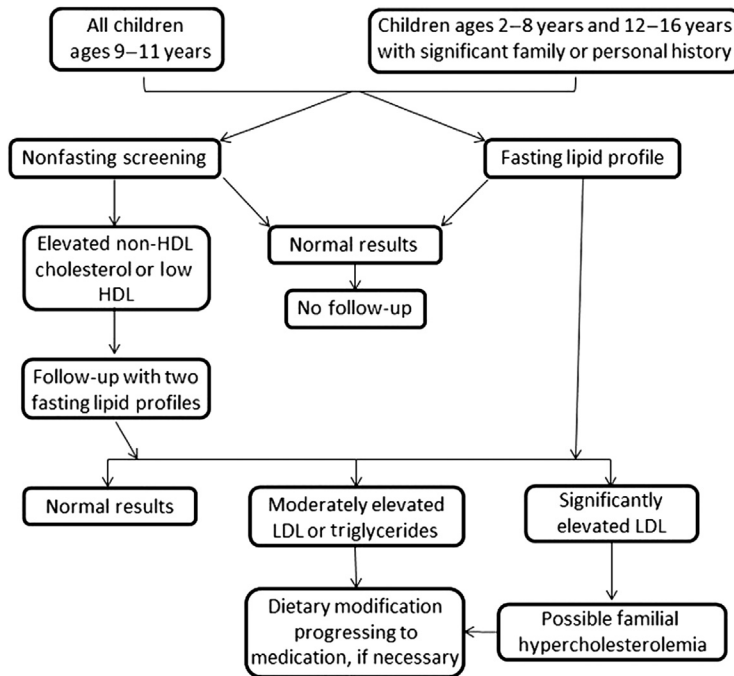 All children
ages 9–11 years
Children ages 2–8 years and 12–16 years
with significant family or personal history
Nonfasting screening
Fasting lipid profile
Elevated non-HDL
cholesterol or low
HDL
Normal results
No follow-up
Follow-up with two
fasting lipid profiles
Normal results
Moderately elevated
LDL or triglycerides
Significantly
elevated LDL
Dietary modification
progressing to
medication, if necessary
Possible familial
hypercholesterolemia